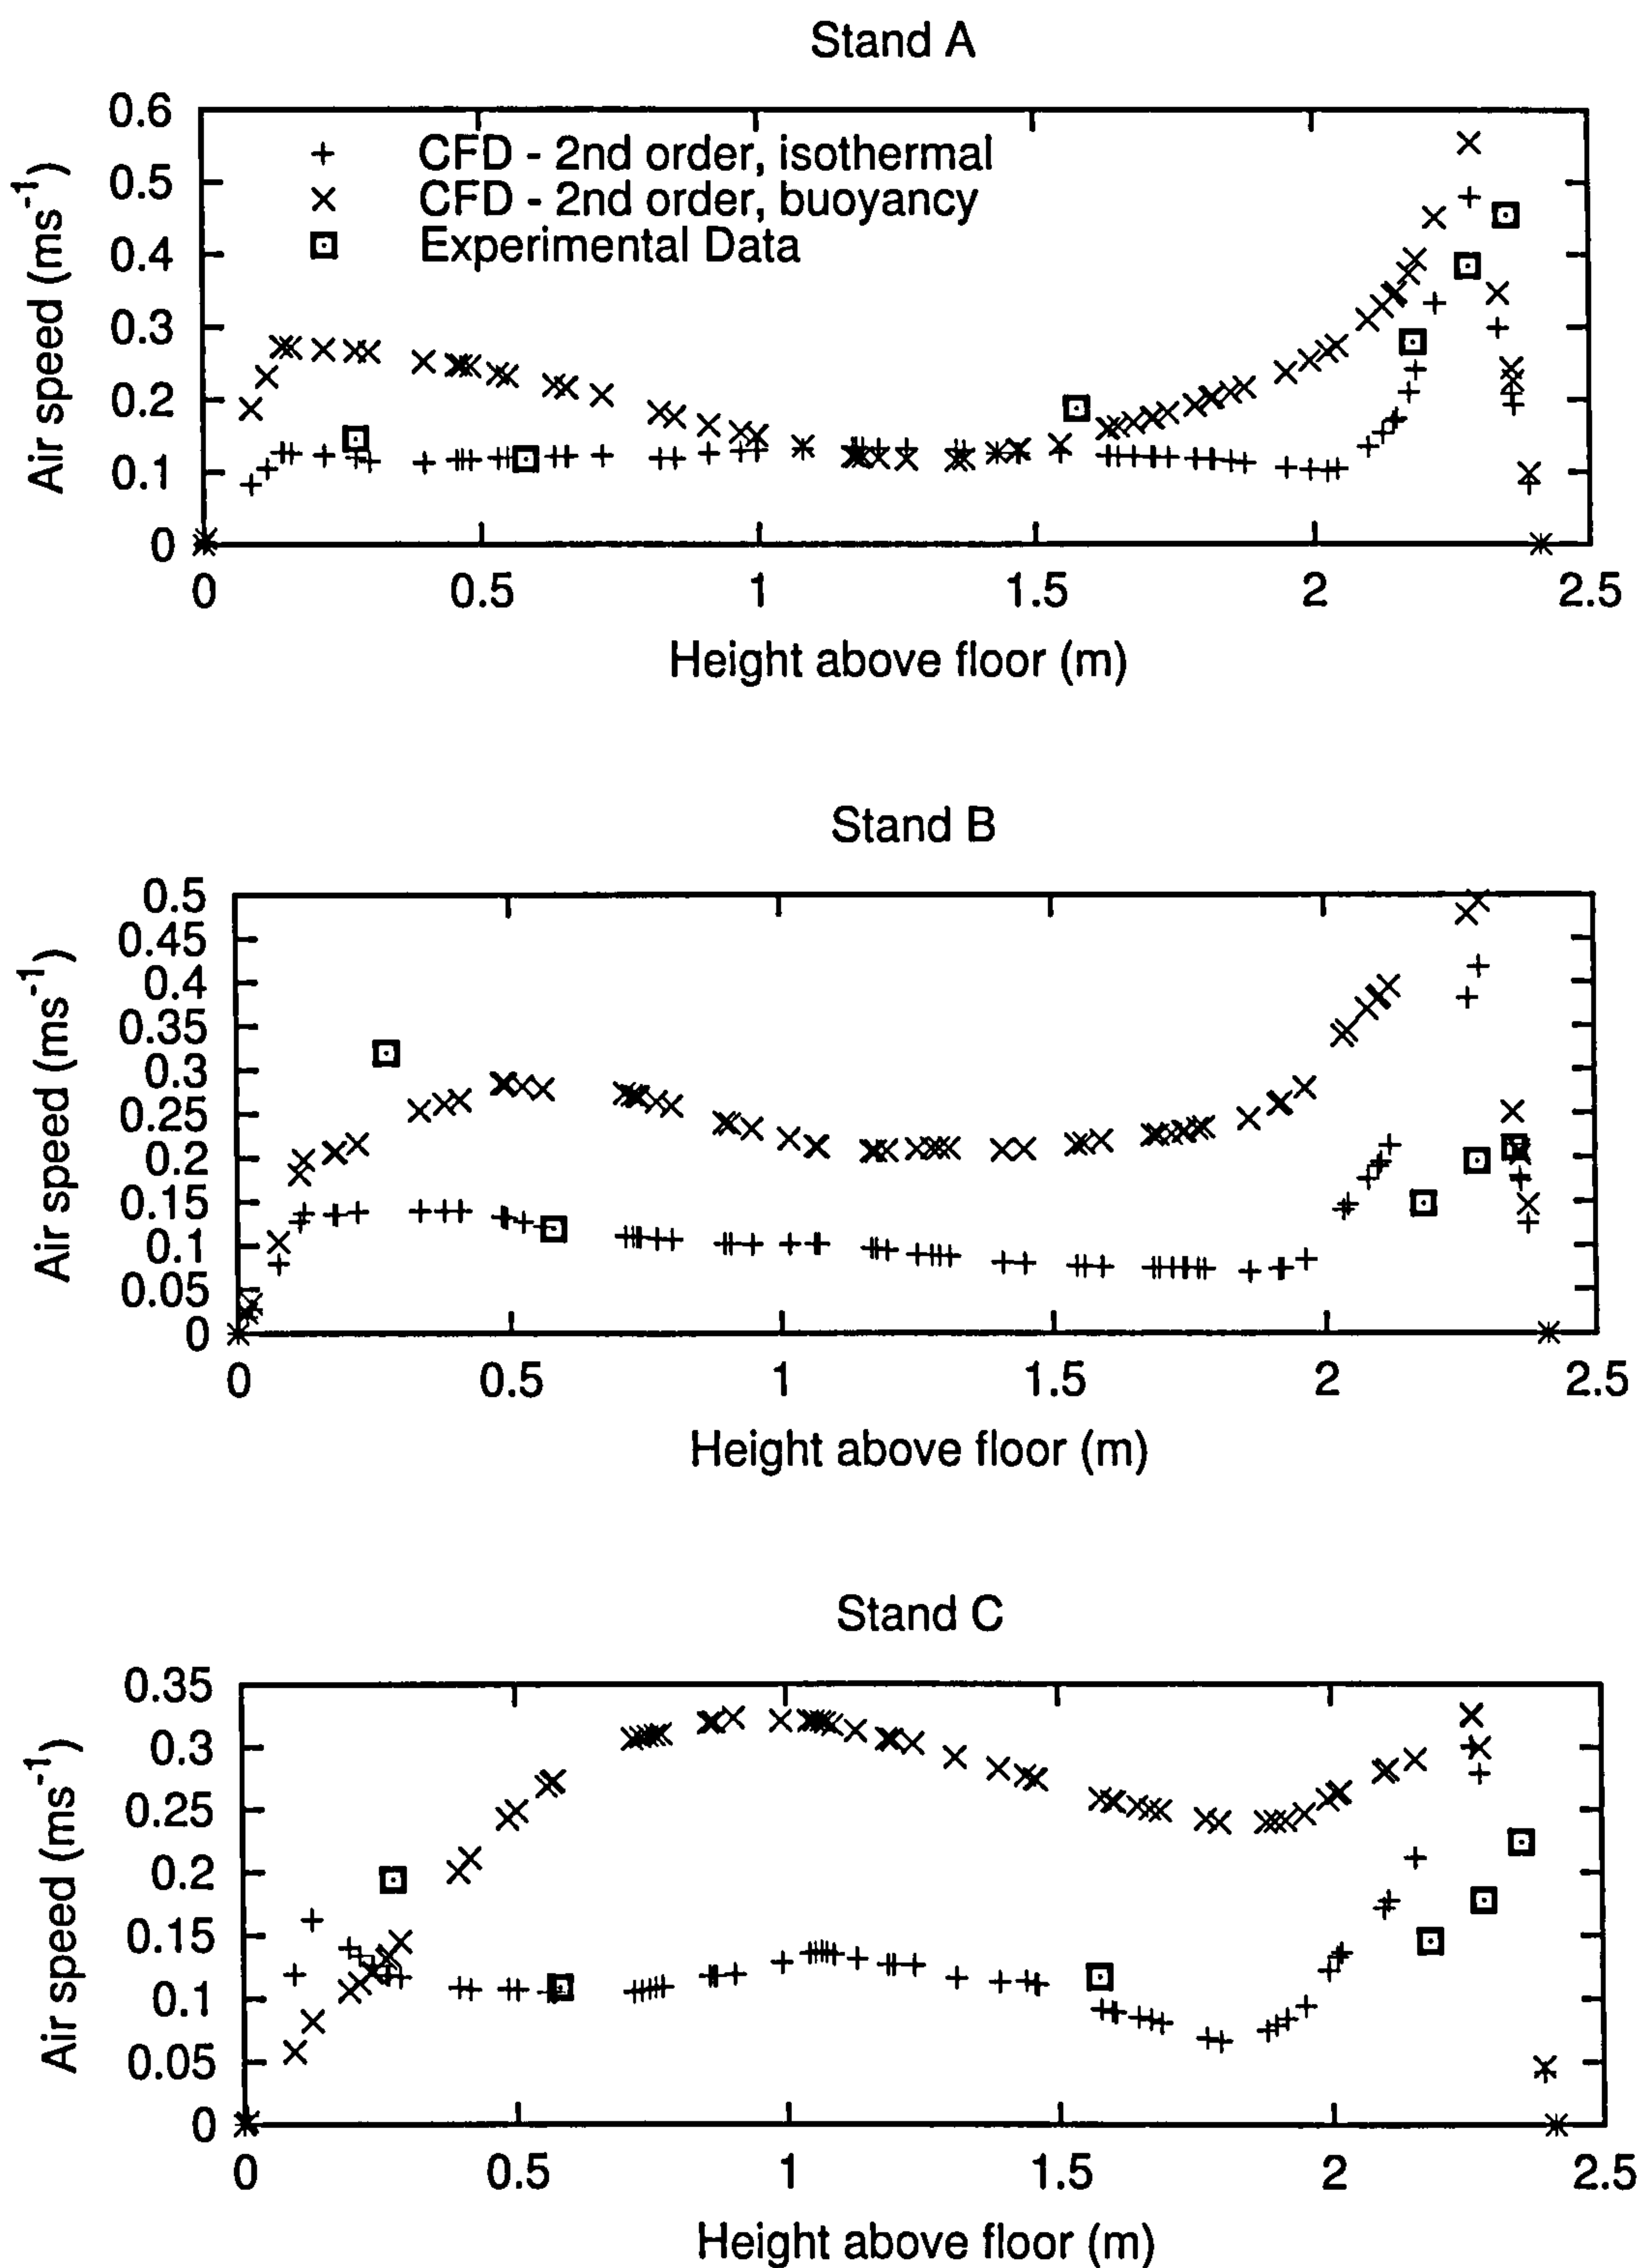 Stand A
0.6
0.5
0.4
0.3
0.2
0.1
0
Air speed (ms⁻¹)
+ CFD - 2nd order, isothermal
× CFD - 2nd order, buoyancy
⊡ Experimental Data
0 0.5 1 1.5 2 2.5
Height above floor (m)
Stand B
0.5
0.45
0.4
0.35
0.3
0.25
0.2
0.15
0.1
0.05
0
Air speed (ms⁻¹)
0 0.5 1 1.5 2 2.5
Height above floor (m)
Stand C
0.35
0.3
0.25
0.2
0.15
0.1
0.05
0
Air speed (ms⁻¹)
0 0.5 1 1.5 2 2.5
Height above floor (m)